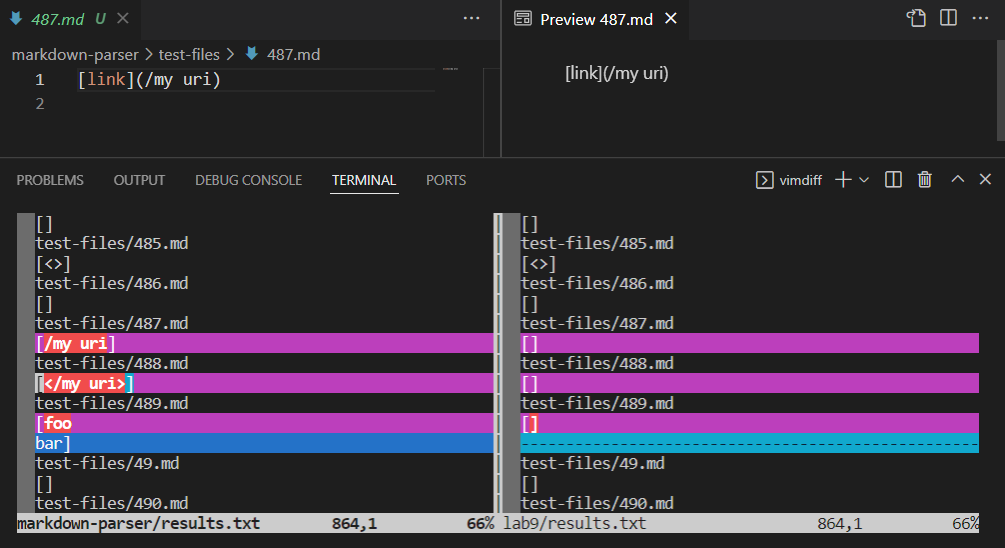 487.md U
Preview 487.md
markdown-parser > test-files > 487.md
1 [link](/my uri)
2
[link](/my uri)
PROBLEMS OUTPUT DEBUG CONSOLE TERMINAL PORTS
vimdiff
[]
test-files/485.md
[<>]
test-files/486.md
[]
test-files/487.md
[/my uri]
test-files/488.md
[</my uri>]
test-files/489.md
[foo
bar]
test-files/49.md
[]
test-files/490.md
markdown-parser/results.txt 864,1 66%
[]
test-files/485.md
[<>]
test-files/486.md
[]
test-files/487.md
[]
test-files/488.md
[]
test-files/489.md
[]
--------------------------------------------------
test-files/49.md
[]
test-files/490.md
lab9/results.txt 864,1 66%